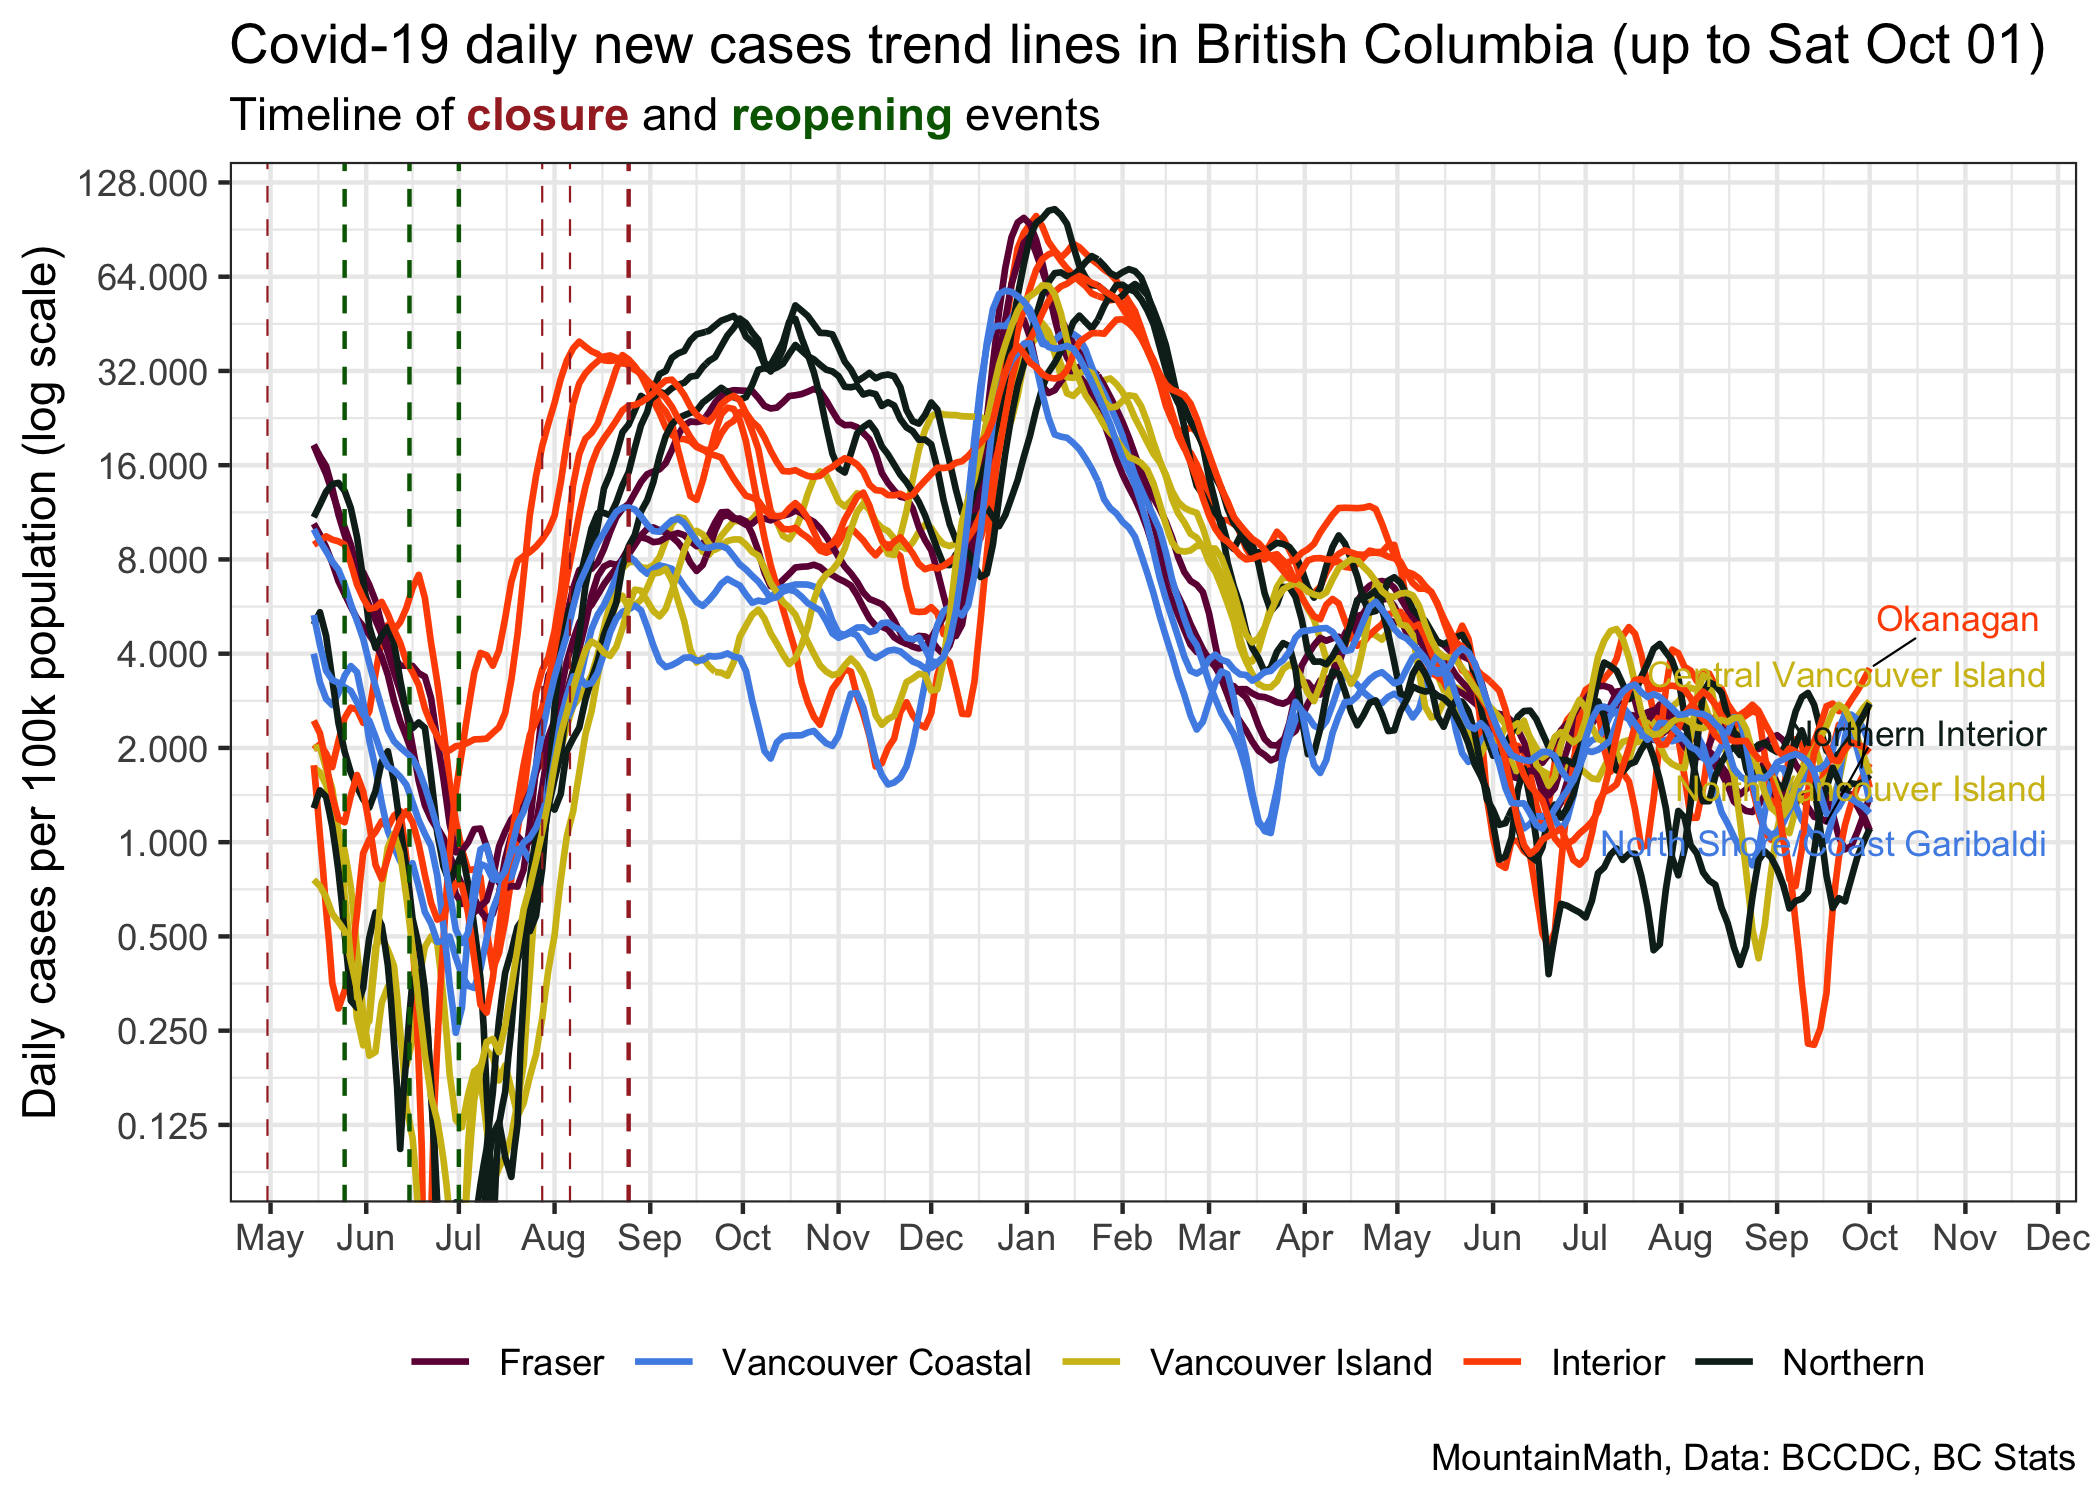 Covid-19 daily new cases trend lines in British Columbia (up to Sat Oct 01)
Timeline of closure and reopening events
Daily cases per 100k population (log scale)
128.000
64.000
32.000
16.000
8.000
4.000
2.000
1.000
0.500
0.250
0.125
Okanagan
Central Vancouver Island
Northern Interior
North Vancouver Island
North Shore/Coast Garibaldi
May Jun Jul Aug Sep Oct Nov Dec Jan Feb Mar Apr May Jun Jul Aug Sep Oct Nov Dec
Fraser Vancouver Coastal Vancouver Island Interior Northern
MountainMath, Data: BCCDC, BC Stats